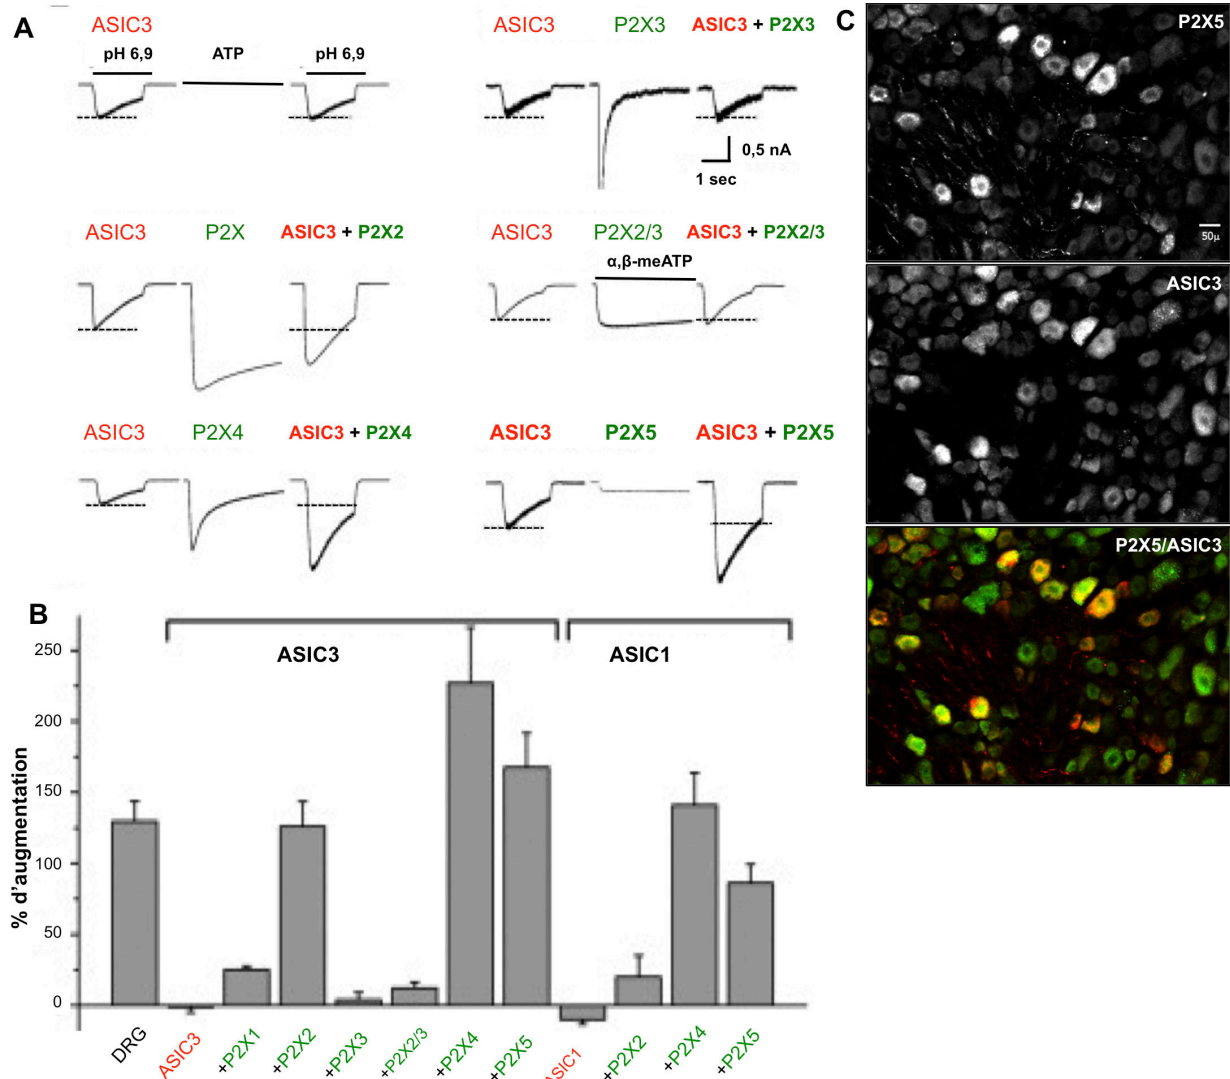 A
ASIC3
pH 6,9
ATP
pH 6,9
ASIC3
P2X3
ASIC3 + P2X3
0,5 nA
1 sec
ASIC3
P2X
ASIC3 + P2X2
ASIC3
P2X2/3
ASIC3 + P2X2/3
α,β-meATP
ASIC3
P2X4
ASIC3 + P2X4
ASIC3
P2X5
ASIC3 + P2X5
B
ASIC3
ASIC1
% d'augmentation
250
200
150
100
50
0
DRG
ASIC3
+P2X1
+P2X2
+P2X3
+P2X2/3
+P2X4
+P2X5
ASIC1
+P2X2
+P2X4
+P2X5
C
P2X5
50µ
ASIC3
P2X5/ASIC3